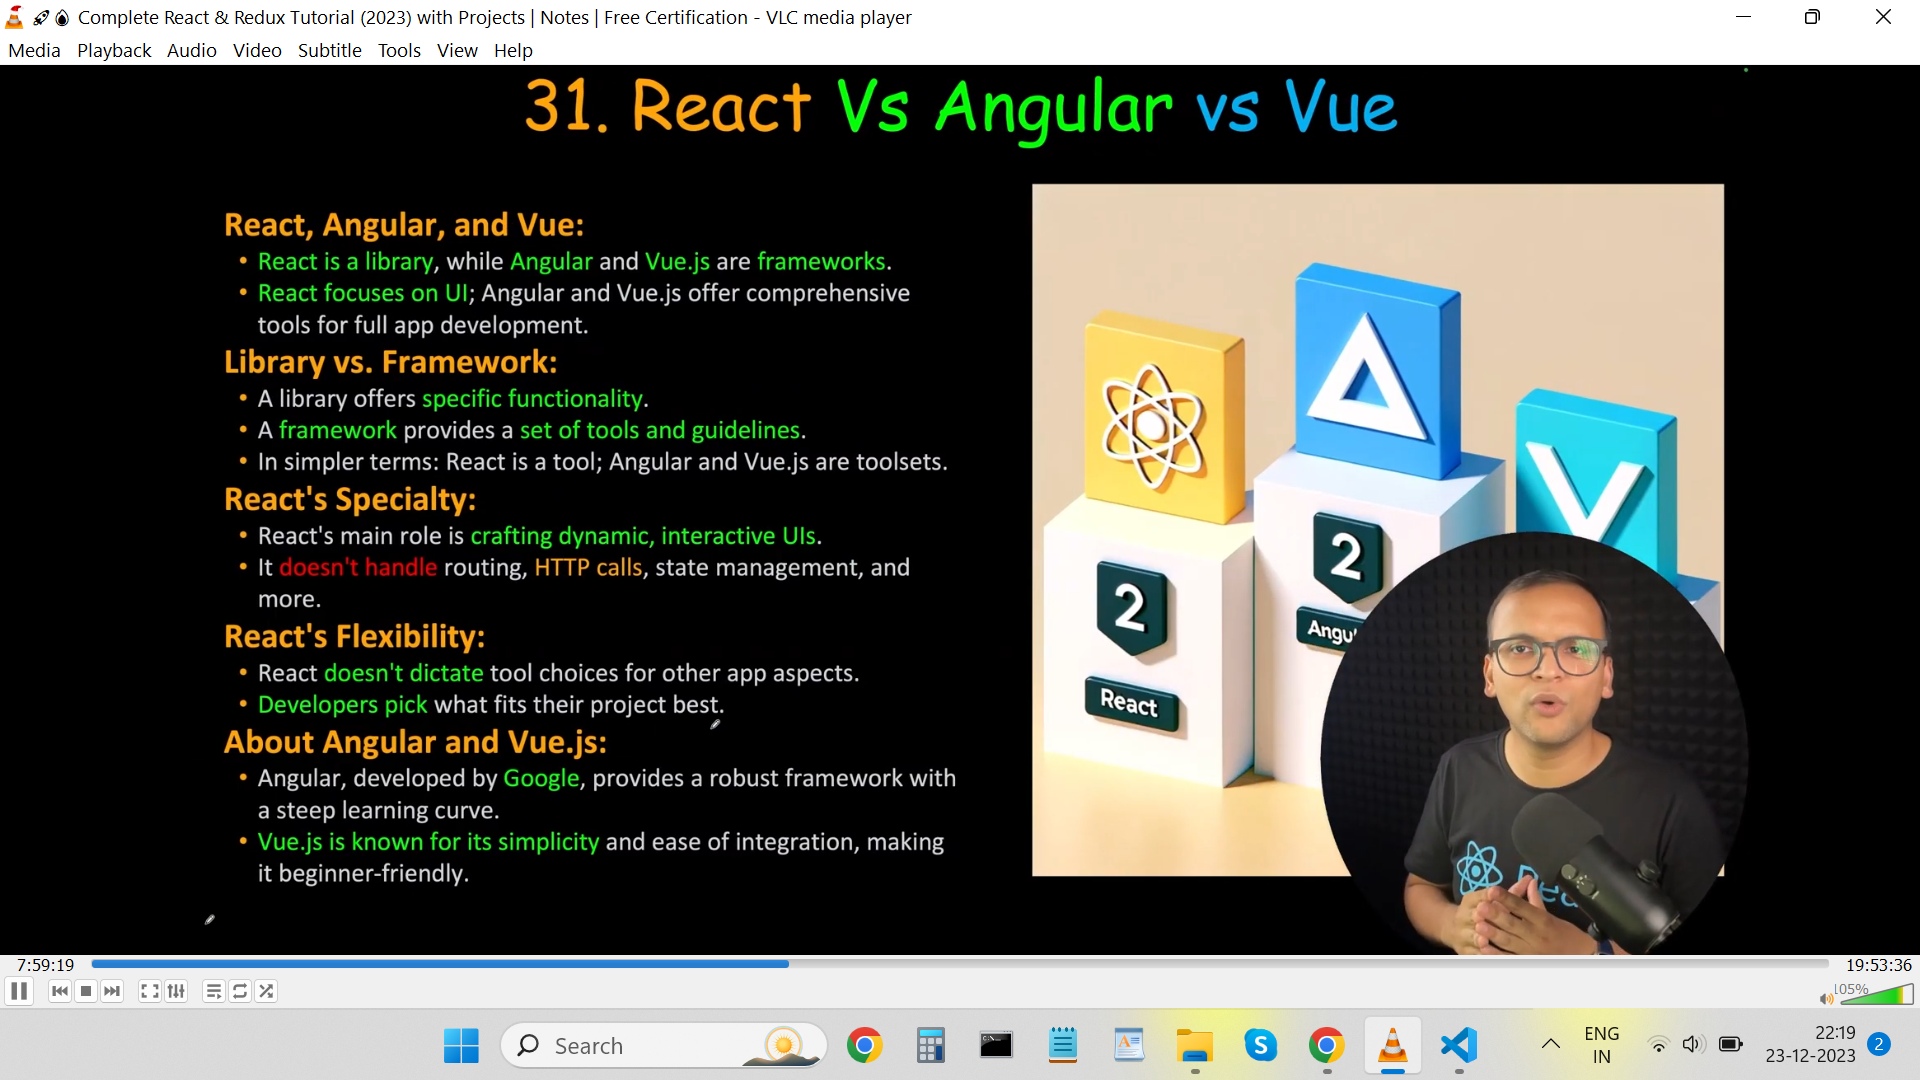 Complete React & Redux Tutorial (2023) with Projects | Notes | Free Certification - VLC media player
Media Playback Audio Video Subtitle Tools View Help
31. React Vs Angular vs Vue
React, Angular, and Vue:
• React is a library, while Angular and Vue.js are frameworks.
• React focuses on UI; Angular and Vue.js offer comprehensive
tools for full app development.
Library vs. Framework:
• A library offers specific functionality.
• A framework provides a set of tools and guidelines.
• In simpler terms: React is a tool; Angular and Vue.js are toolsets.
React's Specialty:
• React's main role is crafting dynamic, interactive UIs.
• It doesn't handle routing, HTTP calls, state management, and
more.
React's Flexibility:
• React doesn't dictate tool choices for other app aspects.
• Developers pick what fits their project best.
About Angular and Vue.js:
• Angular, developed by Google, provides a robust framework with
a steep learning curve.
• Vue.js is known for its simplicity and ease of integration, making
it beginner-friendly.
2
React
2
Angu
V
7:59:19
19:53:36
105%
Search
ENG
IN
22:19
23-12-2023
2